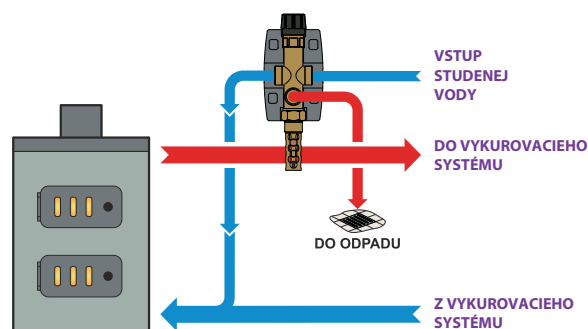 VSTUP
STUDENEJ
VODY
DO VYKUROVACIEHO
SYSTÉMU
DO ODPADU
Z VYKUROVACIEHO
SYSTÉMU